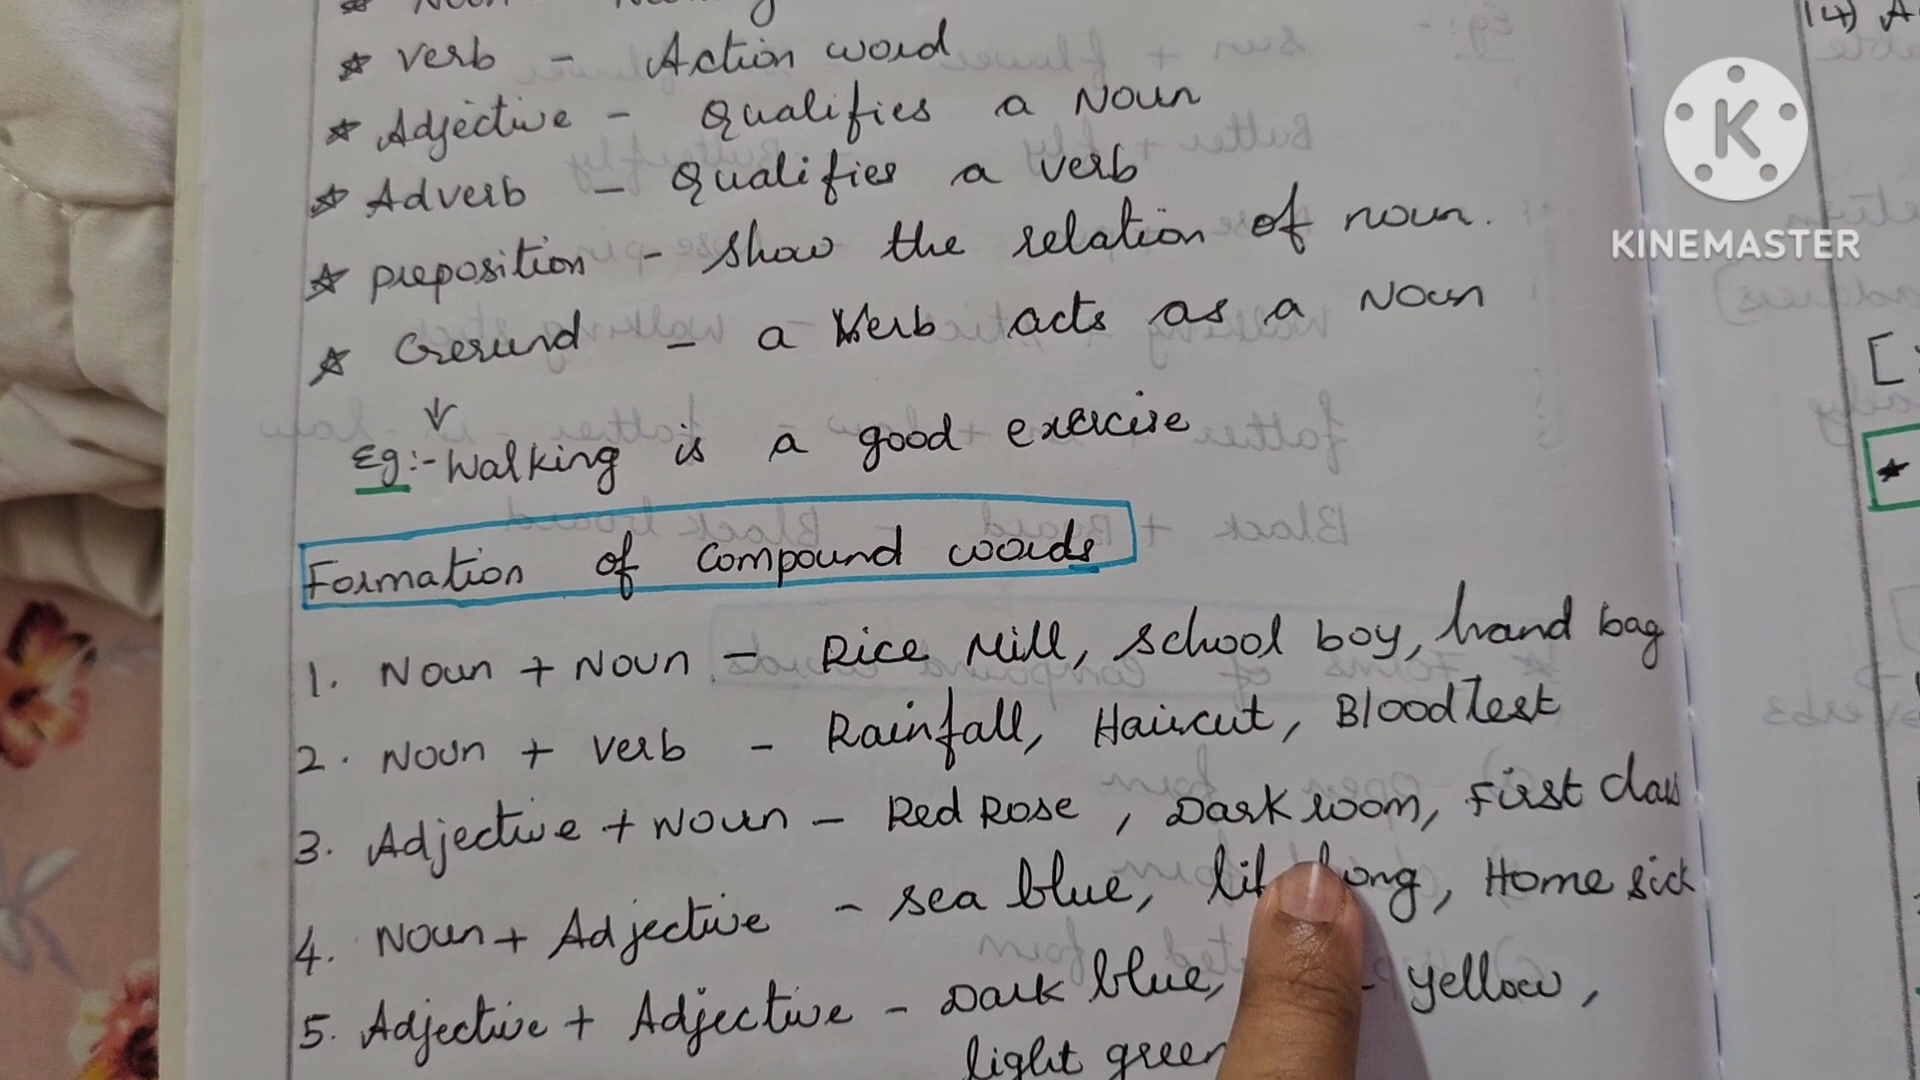 * verb - Action word
* Adjective - Qualifies a Noun
* Adverb - Qualifies a verb
* preposition - show the relation of noun.
* Gerund - a verb acts as a Noun
Eg:- Walking is a good exercise
Formation of compound words
1. Noun + Noun - Rice Mill, school boy, hand bag
2. Noun + verb - Rainfall, Haircut, Blood test
3. Adjective + Noun - Red Rose, Dark room, First class
4. Noun + Adjective - sea blue, Home sick
5. Adjective + Adjective - Dark blue, yellow,
light green
14)
K
KINEMASTER